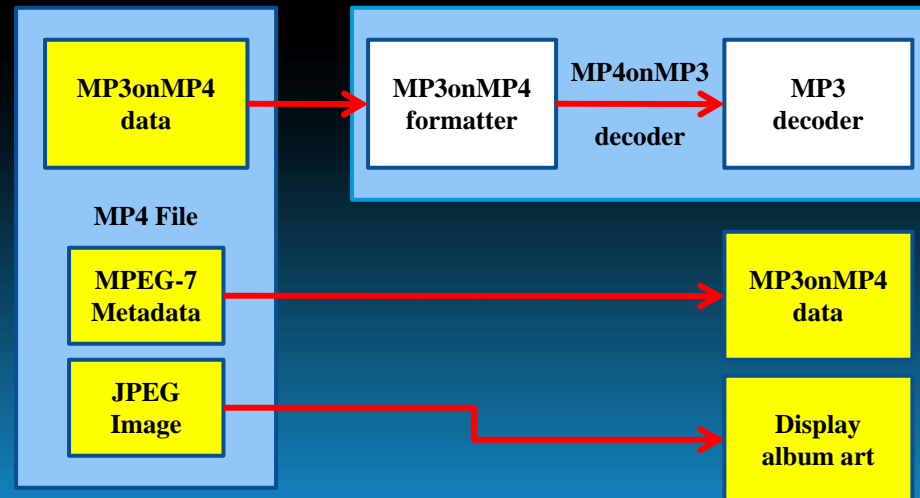 MP3onMP4
data
MP3onMP4
formatter
MP4onMP3
decoder
MP3
decoder
MP4 File
MPEG-7
Metadata
MP3onMP4
data
JPEG
Image
Display
album art